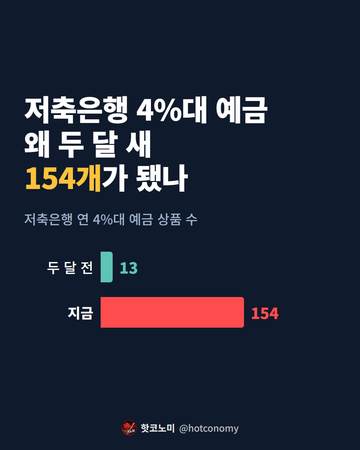 저축은행 4%대 예금
왜 두 달 새
154개가 됐나
저축은행 연 4%대 예금 상품 수
두 달 전 13
지금 154
핫코노미 @hotconomy